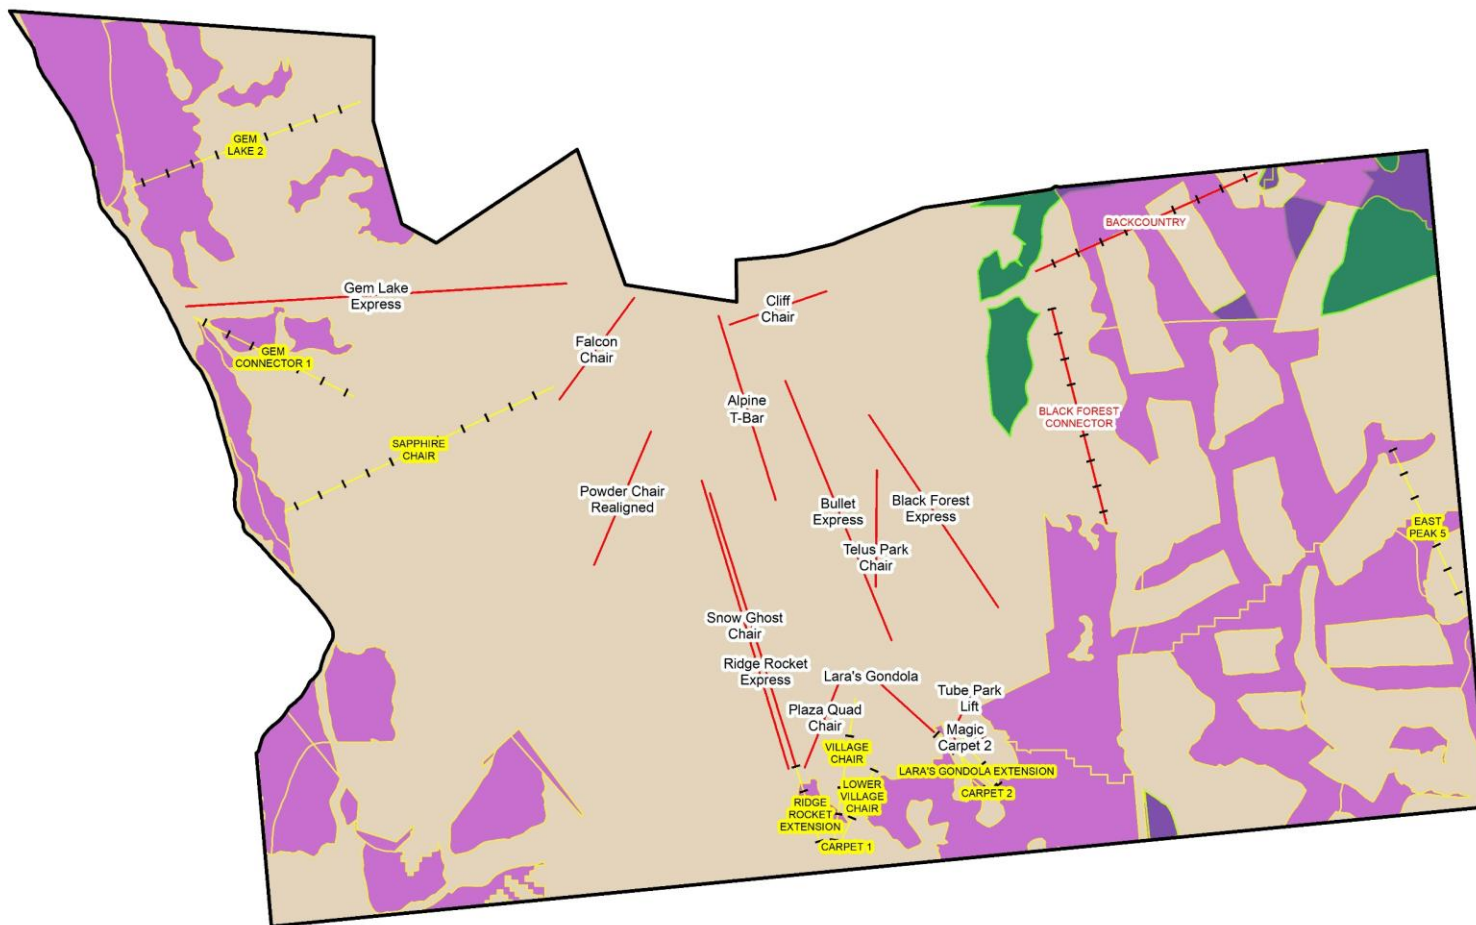 GEM
LAKE 2
BACKCOUNTRY
Gem Lake
Express
Cliff
Chair
Falcon
Chair
GEM
CONNECTOR 1
Alpine
T-Bar
BLACK FOREST
CONNECTOR
SAPPHIRE
CHAIR
Powder Chair
Realigned
Bullet
Express
Black Forest
Express
EAST
PEAK 5
Telus Park
Chair
Snow Ghost
Chair
Ridge Rocket
Express
Lara's Gondola
Tube Park
Lift
Plaza Quad
Chair
Magic
Carpet 2
VILLAGE
CHAIR
LARA'S GONDOLA EXTENSION
LOWER
VILLAGE
CHAIR
CARPET 2
RIDGE
ROCKET
EXTENSION
CARPET 1